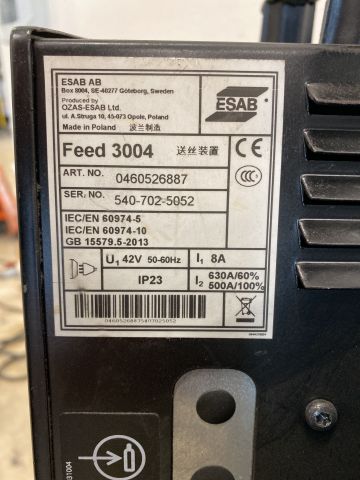 ESAB AB
Box 8004, SE-40277 Göteborg, Sweden
Produced by
OZAS-ESAB Ltd.
ul. A.Struga 10, 45-073 Opole, Poland
Made in Poland 波兰制造
ESAB
Feed 3004 送丝装置 CE
ART. NO. 0460526887
CCC
SER. NO. 540-702-5052
IEC/EN 60974-5
IEC/EN 60974-10
GB 15579.5-2013
U1 42V 50-60Hz I1 8A
IP23 I2 630A/60%
500A/100%
04605268875407025052